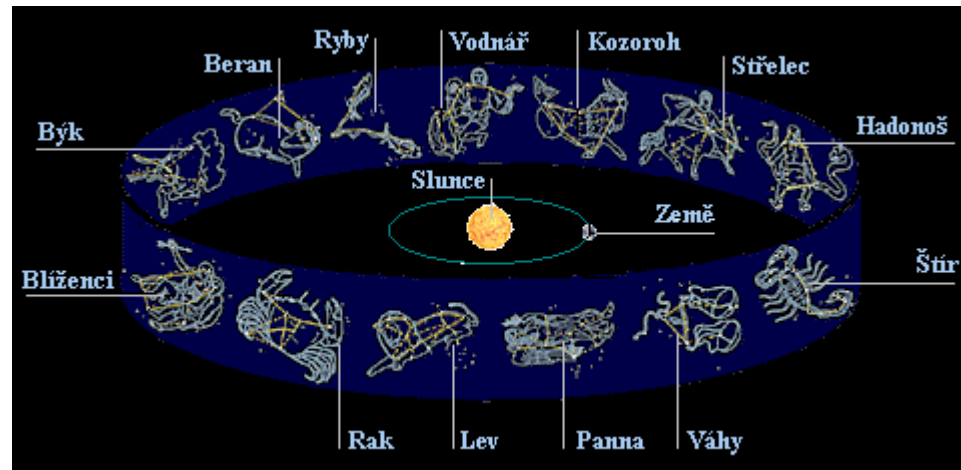 Ryby
Vodnář
Kozoroh
Beran
Střelec
Býk
Hadonoš
Slunce
Země
Blíženci
Štír
Rak
Lev
Panna
Váhy